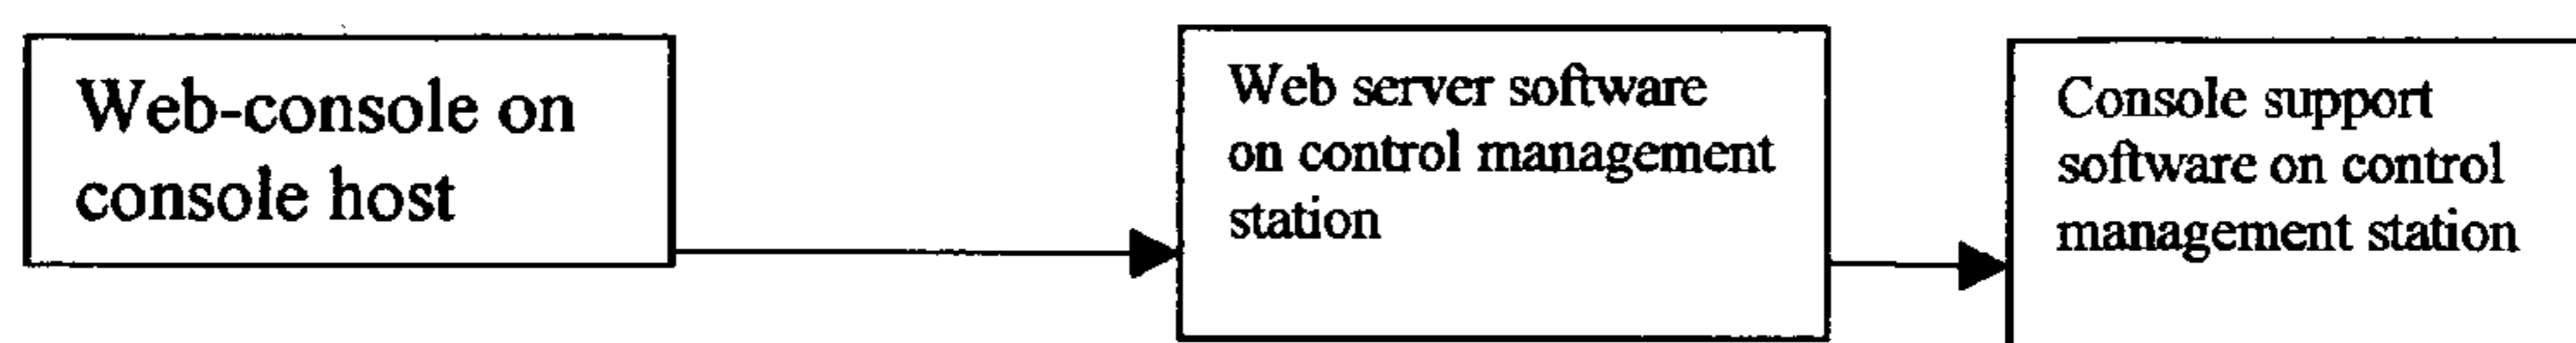 Web-console on
console host
Web server software
on control management
station
Console support
software on control
management station